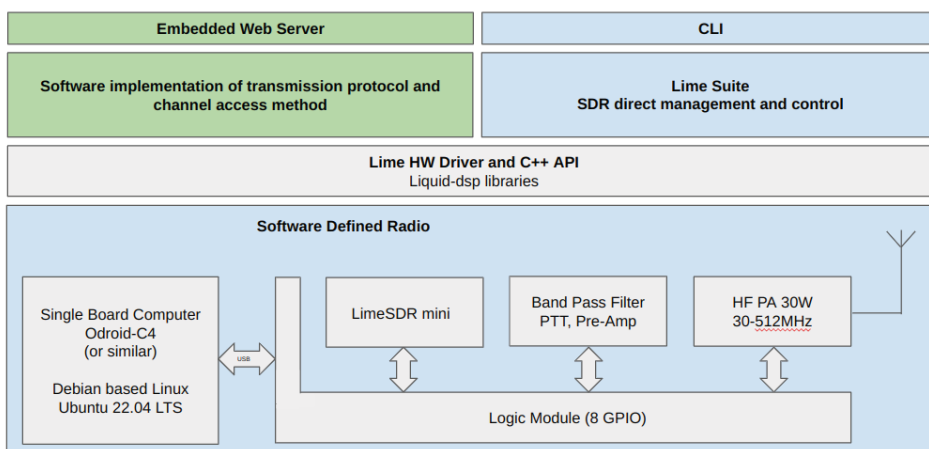 Embedded Web Server
CLI
Software implementation of transmission protocol and
channel access method
Lime Suite
SDR direct management and control
Lime HW Driver and C++ API
Liquid-dsp libraries
Software Defined Radio
Single Board Computer
Odroid-C4
(or similar)
Debian based Linux
Ubuntu 22.04 LTS
USB
LimeSDR mini
Band Pass Filter
PTT, Pre-Amp
HF PA 30W
30-512MHz
Logic Module (8 GPIO)